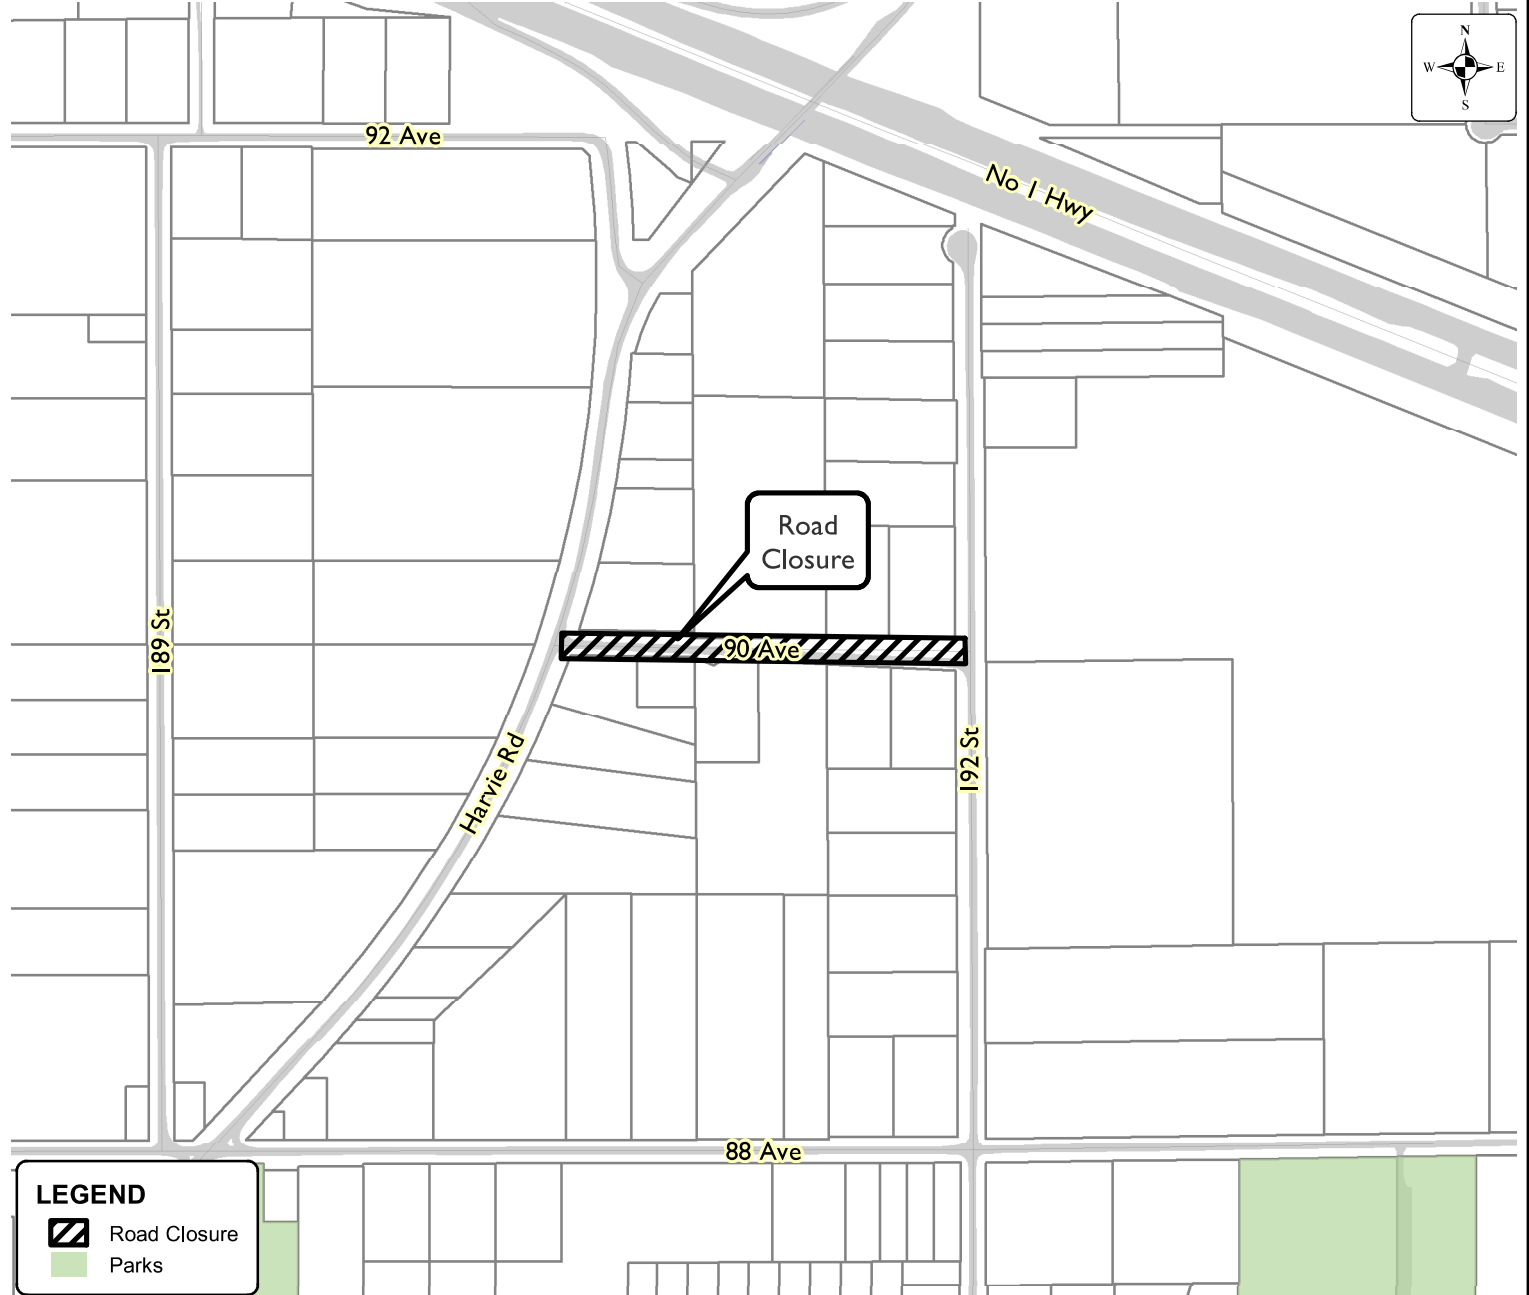 N
W E
S
92 Ave
No 1 Hwy
Road
Closure
90 Ave
189 St
Harvie Rd
192 St
88 Ave
LEGEND
Road Closure
Parks